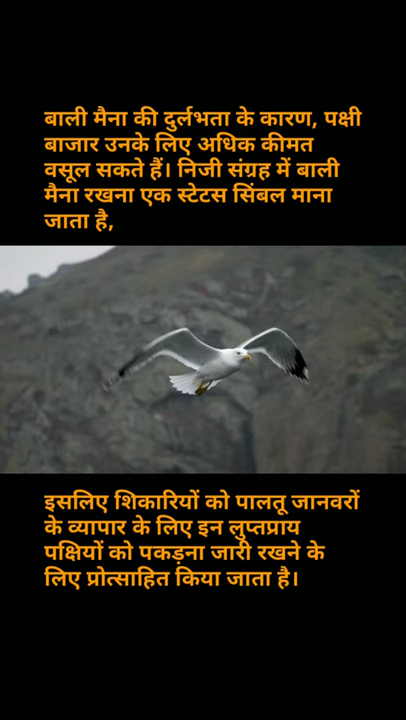 बाली मैना की दुर्लभता के कारण, पक्षी
बाजार उनके लिए अधिक कीमत
वसूल सकते हैं। निजी संग्रह में बाली
मैना रखना एक स्टेटस सिंबल माना
जाता है,
इसलिए शिकारियों को पालतू जानवरों
के व्यापार के लिए इन लुप्तप्राय
पक्षियों को पकड़ना जारी रखने के
लिए प्रोत्साहित किया जाता है।